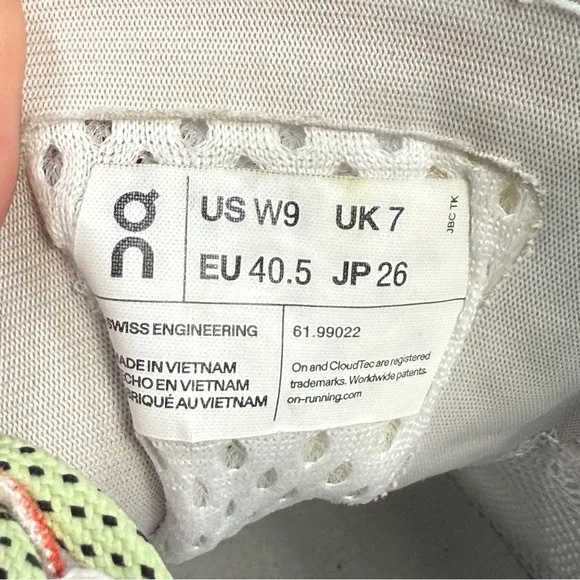 on
US W9 UK 7
EU 40.5 JP 26
JBC TK
SWISS ENGINEERING
61.99022
MADE IN VIETNAM
HECHO EN VIETNAM
FABRIQUÉ AU VIETNAM
On and CloudTec are registered
trademarks. Worldwide patents.
on-running.com